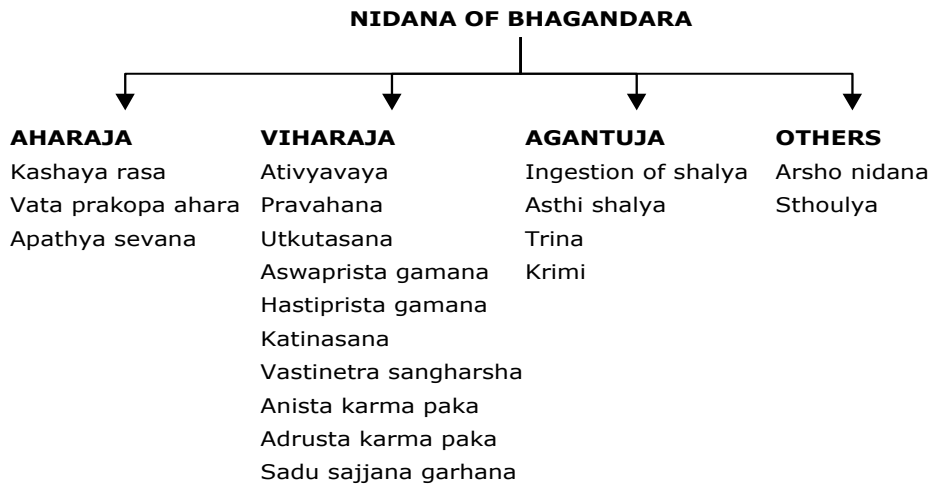 NIDANA OF BHAGANDARA
AHARAJA
Kashaya rasa
Vata prakopa ahara
Apathya sevana
VIHARAJA
Ativyavaya
Pravahana
Utkutasana
Aswaprista gamana
Hastiprista gamana
Katinasana
Vastinetra sangharsha
Anista karma paka
Adrusta karma paka
Sadu sajjana garhana
AGANTUJA
Ingestion of shalya
Asthi shalya
Trina
Krimi
OTHERS
Arsho nidana
Sthoulya